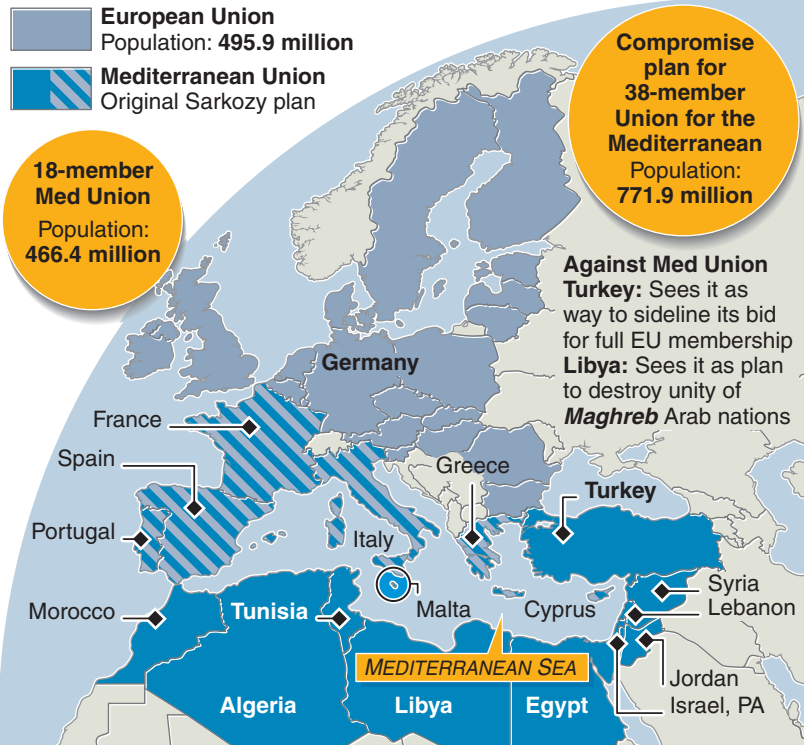 European Union
Population: 495.9 million
Mediterranean Union
Original Sarkozy plan
18-member
Med Union
Population:
466.4 million
Compromise
plan for
38-member
Union for the
Mediterranean
Population:
771.9 million
Against Med Union
Turkey: Sees it as
way to sideline its bid
for full EU membership
Libya: Sees it as plan
to destroy unity of
Maghreb Arab nations
Germany
France
Spain
Portugal
Italy
Greece
Turkey
Morocco
Tunisia
Malta
Cyprus
Syria
Lebanon
MEDITERRANEAN SEA
Jordan
Israel, PA
Algeria
Libya
Egypt